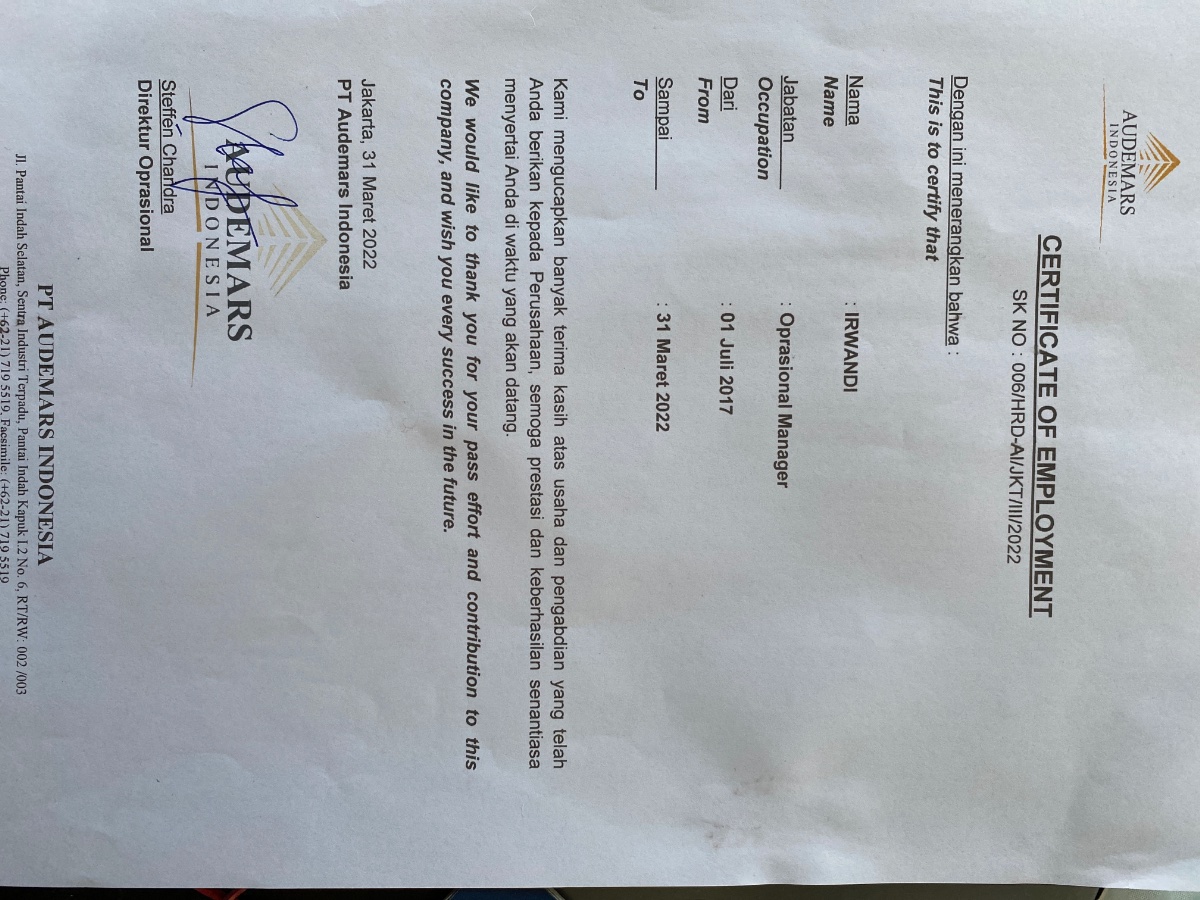 AUDEMARS
INDONESIA
CERTIFICATE OF EMPLOYMENT
SK NO : 006/HRD-AI/JKT/III/2022
Dengan ini menerangkan bahwa :
This is to certify that
Nama : IRWANDI
Name
Jabatan : Oprasional Manager
Occupation
Dari : 01 Juli 2017
From
Sampai : 31 Maret 2022
To
Kami mengucapkan banyak terima kasih atas usaha dan pengabdian yang telah
Anda berikan kepada Perusahaan, semoga prestasi dan keberhasilan senantiasa
menyertai Anda di waktu yang akan datang.
We would like to thank you for your pass effort and contribution to this
company, and wish you every success in the future.
Jakarta, 31 Maret 2022
PT Audemars Indonesia
AUDEMARS
INDONESIA
Steffen Chandra
Direktur Oprasional
PT AUDEMARS INDONESIA
Jl. Pantai Indah Selatan, Sentra Industri Terpadu, Pantai Indah Kapuk I.2 No. 6, RT/RW: 002 /003
Phone: (+62-21) 719 5519, Facsimile: (+62-21) 719 5519